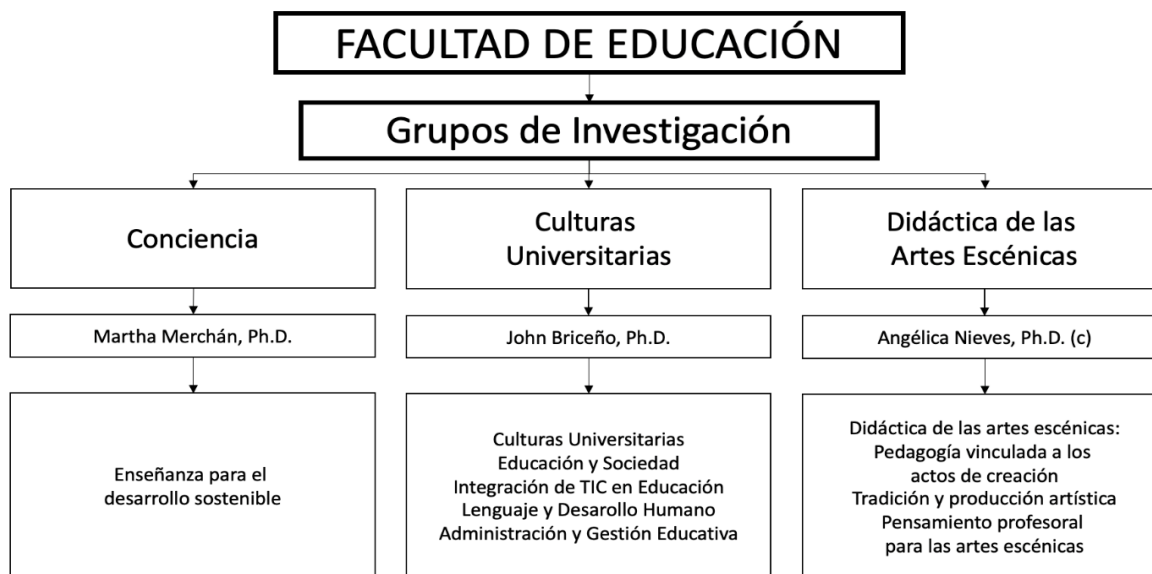 FACULTAD DE EDUCACIÓN
Grupos de Investigación
Conciencia
Martha Merchán, Ph.D.
Enseñanza para el
desarrollo sostenible
Culturas
Universitarias
John Briceño, Ph.D.
Culturas Universitarias
Educación y Sociedad
Integración de TIC en Educación
Lenguaje y Desarollo Humano
Administración y Gestión Educativa
Didáctica de las
Artes Escénicas
Angélica Nieves, Ph.D. (c)
Didáctica de las artes escénicas:
Pedagogía vinculada a los
actos de creación
Tradición y producción artística
Pensamiento profesoral
para las artes escénicas